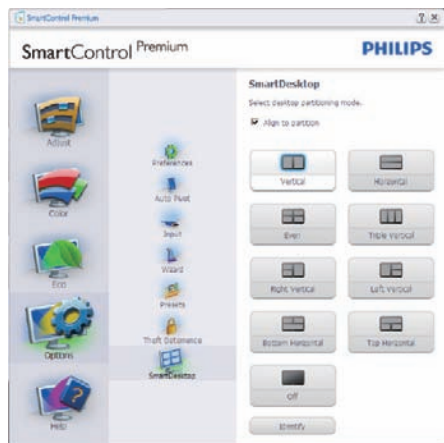 SmartControl Premium
SmartControl Premium
PHILIPS
Adjust
Color
Eco
Options
Help
Preferences
Auto Pivot
Input
Wizard
Presets
Theft Deterrence
SmartDesktop
SmartDesktop
Select desktop partitioning mode.
Align to partition
Vertical
Horizontal
Even
Triple Vertical
Right Vertical
Left Vertical
Bottom Horizontal
Top Horizontal
Off
Identify